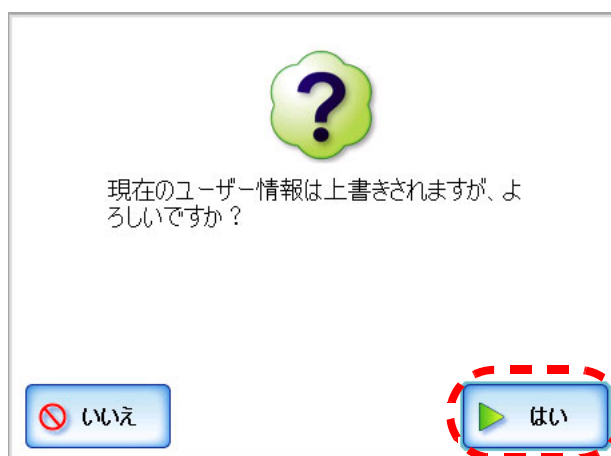 現在のユーザー情報は上書きされますが、よ
ろしいですか？
いいえ
はい